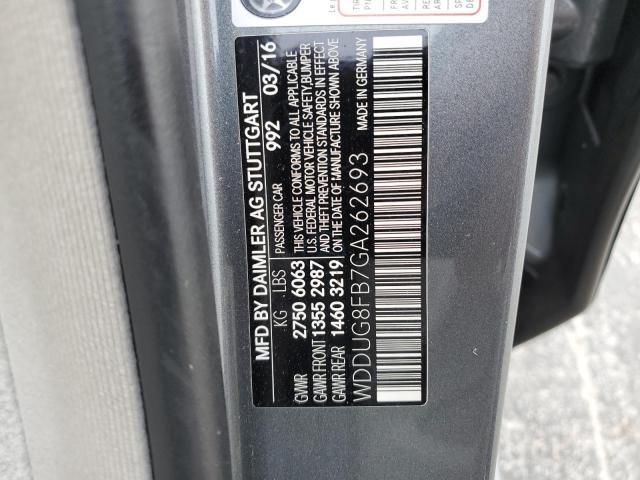 MFD BY DAIMLER AG STUTTGART
992 03/16
KG LBS PASSENGER CAR
GVWR 2750 6063
GAWR FRONT 1355 2987
GAWR REAR 1460 3219
THIS VEHICLE CONFORMS TO ALL APPLICABLE
U.S. FEDERAL MOTOR VEHICLE SAFETY,BUMPER
AND THEFT PREVENTION STANDARDS IN EFFECT
ON THE DATE OF MANUFACTURE SHOWN ABOVE
WDDUG8FB7GA262693 MADE IN GERMANY